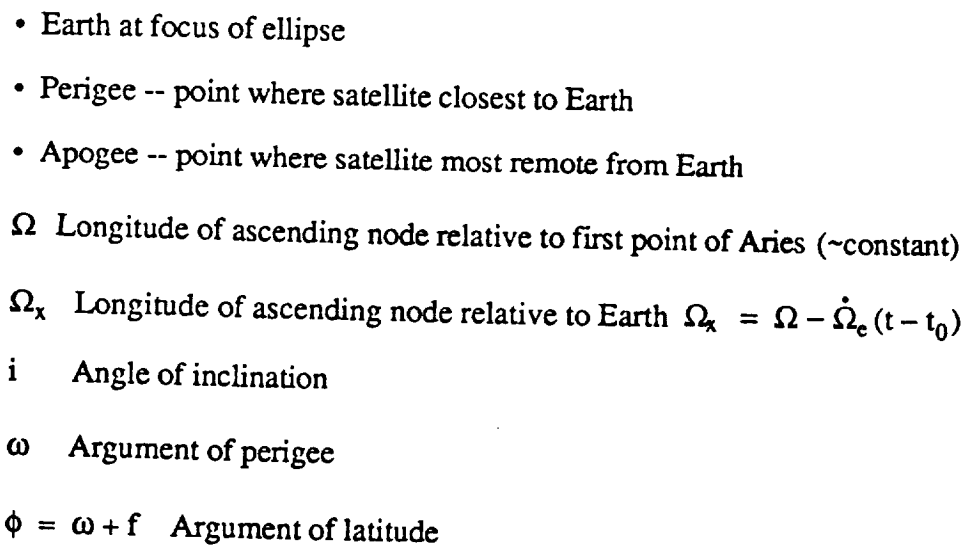 • Earth at focus of ellipse
• Perigee -- point where satellite closest to Earth
• Apogee -- point where satellite most remote from Earth
Ω Longitude of ascending node relative to first point of Aries (~constant)
Ωₓ Longitude of ascending node relative to Earth Ωₓ = Ω − Ω̇ₑ (t − t₀)
i Angle of inclination
ω Argument of perigee
ϕ = ω + f Argument of latitude